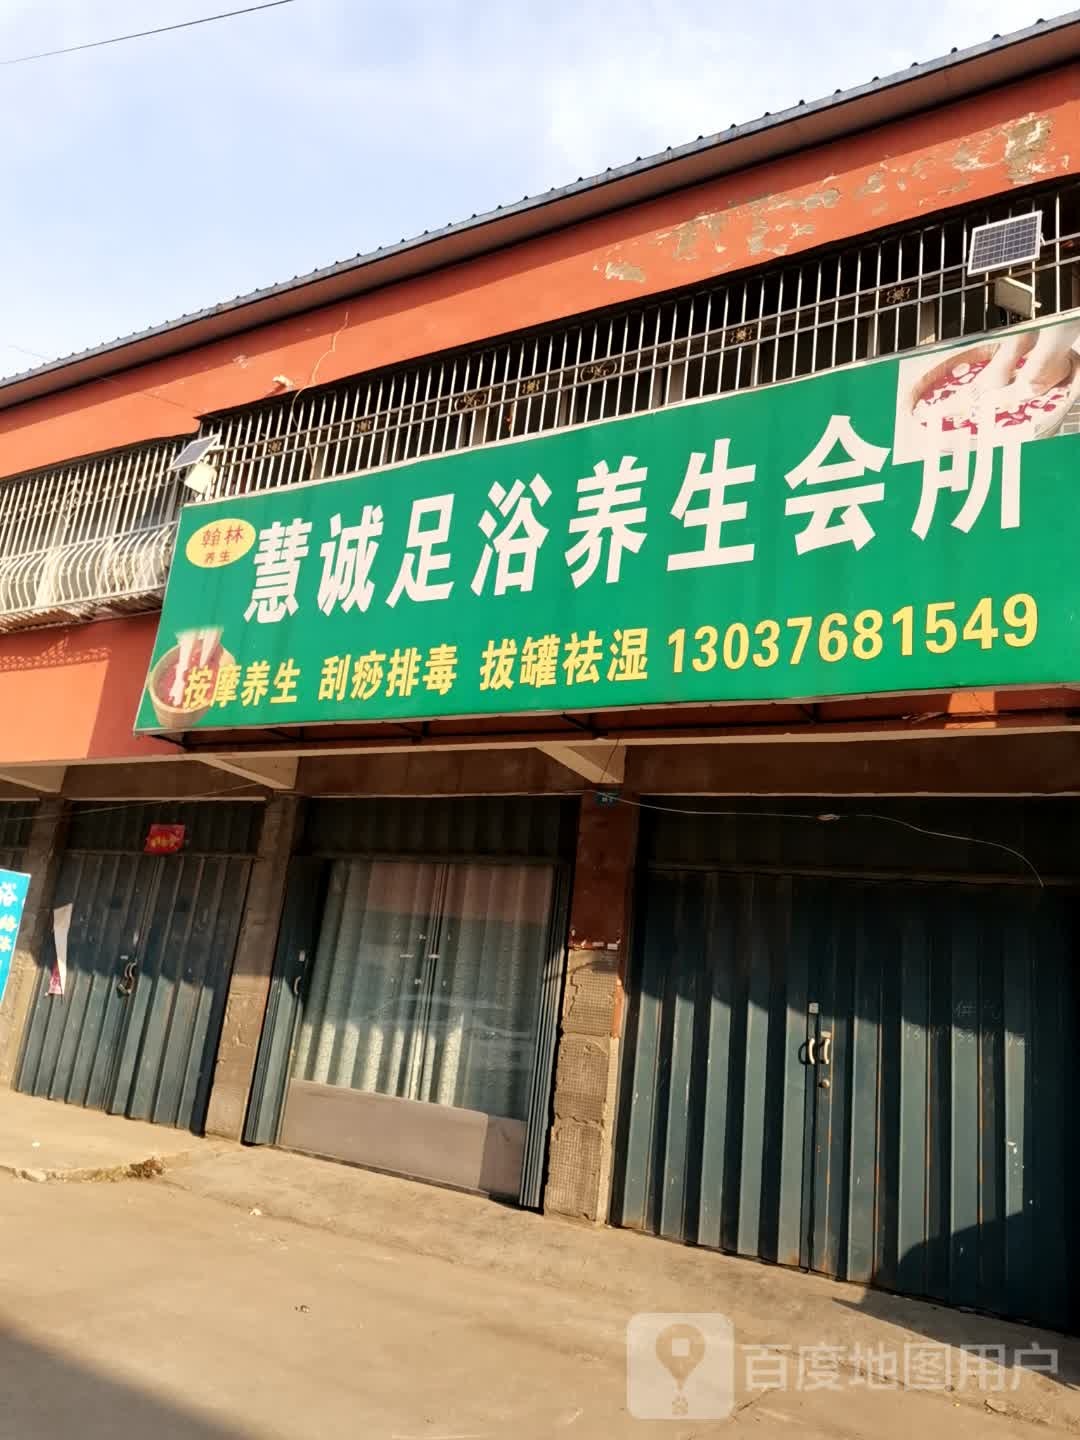 翰林
养生
慧诚足浴养生会所
按摩养生 刮痧排毒 拔罐祛湿 13037681549
浴
百度地图用户